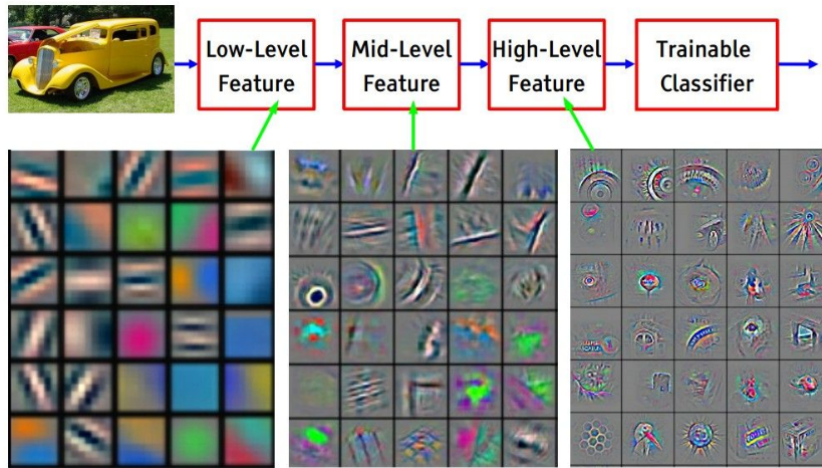 Low-Level
Feature
Mid-Level
Feature
High-Level
Feature
Trainable
Classifier